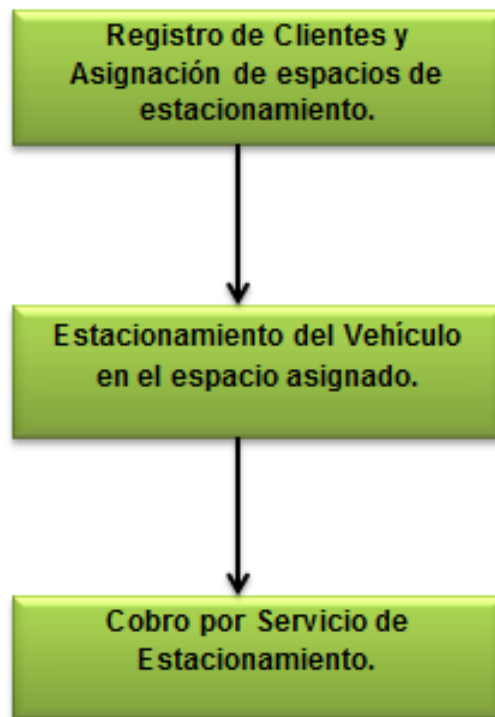 Registro de Clientes y
Asignación de espacios de
estacionamiento.
Estacionamiento del Vehículo
en el espacio asignado.
Cobro por Servicio de
Estacionamiento.